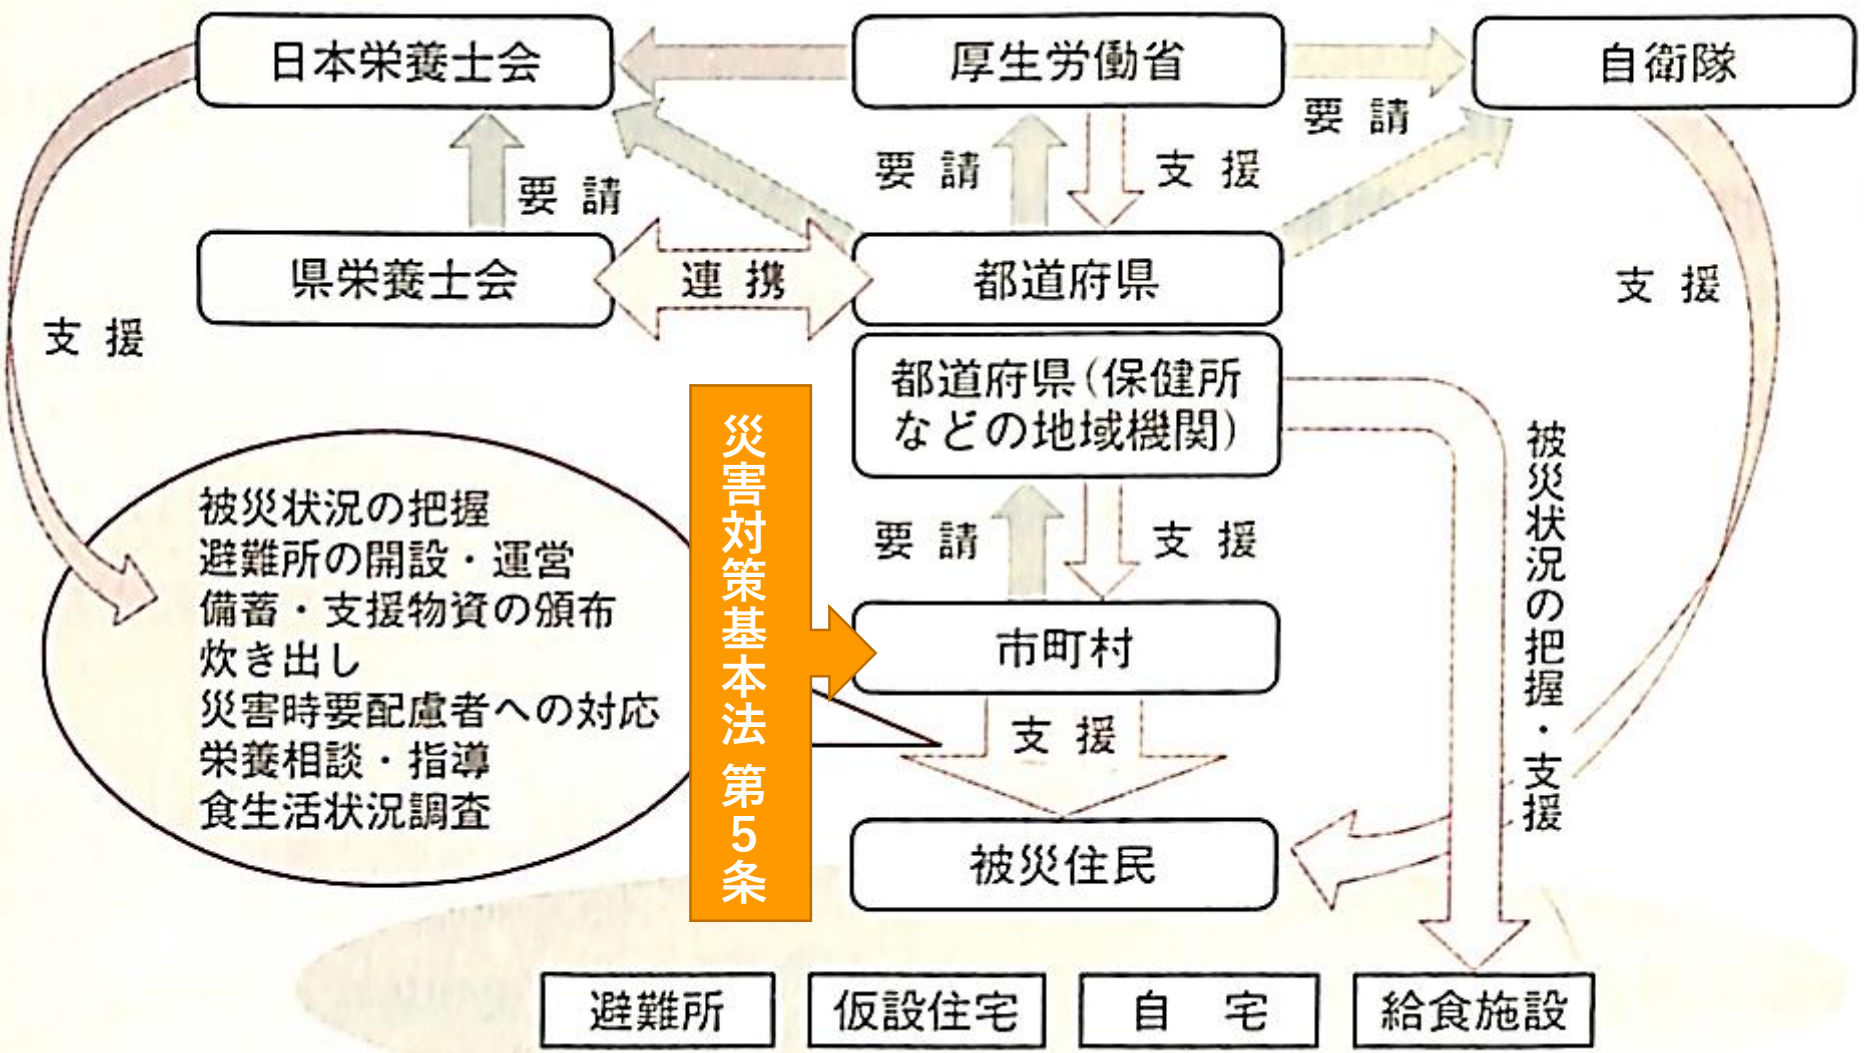 日本栄養士会
厚生労働省
自衛隊
要請
要請
要請
支援
県栄養士会
連携
都道府県
支援
支援
都道府県(保健所
などの地域機関)
災害対策基本法 第5条
被災状況の把握・支援
被災状況の把握
避難所の開設・運営
備蓄・支援物資の頒布
炊き出し
災害時要配慮者への対応
栄養相談・指導
食生活状況調査
要請
支援
市町村
支援
被災住民
避難所
仮設住宅
自 宅
給食施設